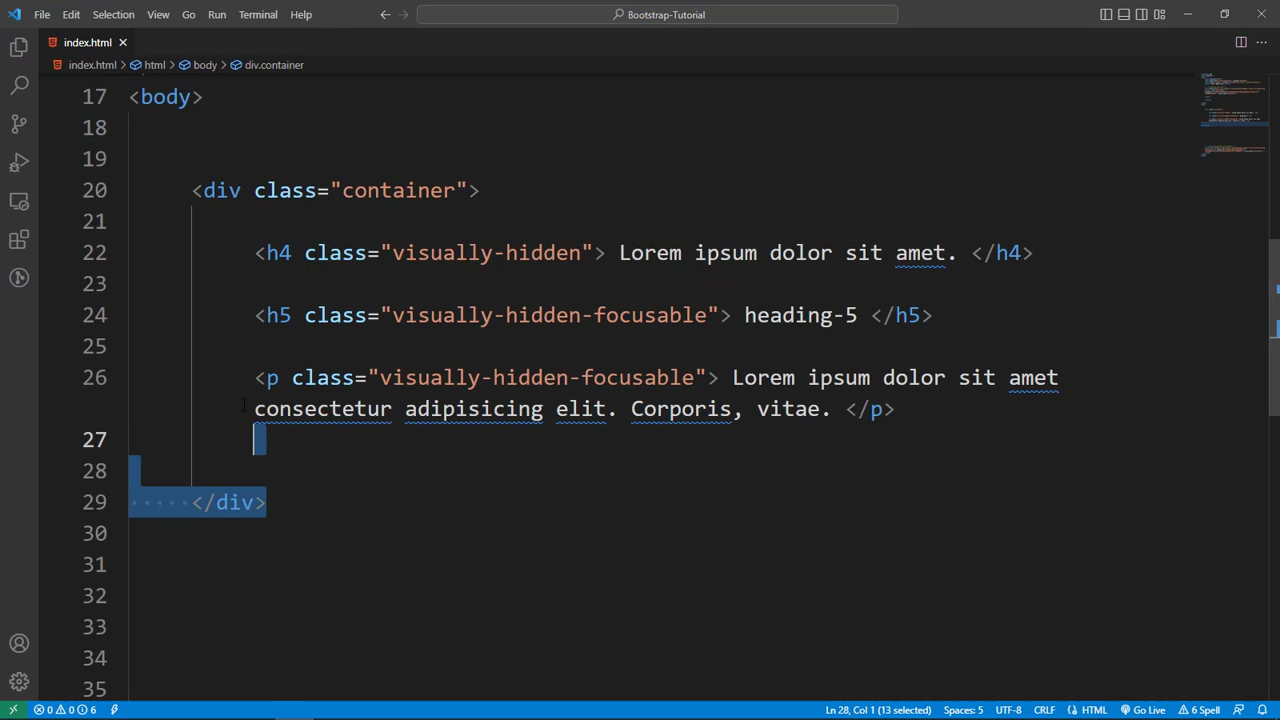 File Edit Selection View Go Run Terminal Help
Bootstrap-Tutorial
index.html
index.html html body div.container
17 <body>
18
19
20 <div class="container">
21
22 <h4 class="visually-hidden"> Lorem ipsum dolor sit amet. </h4>
23
24 <h5 class="visually-hidden-focusable"> heading-5 </h5>
25
26 <p class="visually-hidden-focusable"> Lorem ipsum dolor sit amet
consectetur adipisicing elit. Corporis, vitae. </p>
27
28
29 </div>
30
31
32
33
34
35
0 0 6 Ln 28, Col 1 (13 selected) Spaces: 5 UTF-8 CRLF HTML Go Live 6 Spell